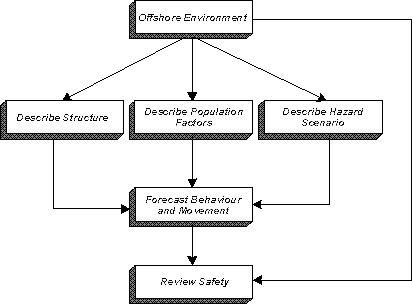 Offshore Environment
Describe Structure
Describe Population
Factors
Describe Hazard
Scenario
Forecast Behaviour
and Movement
Review Safety